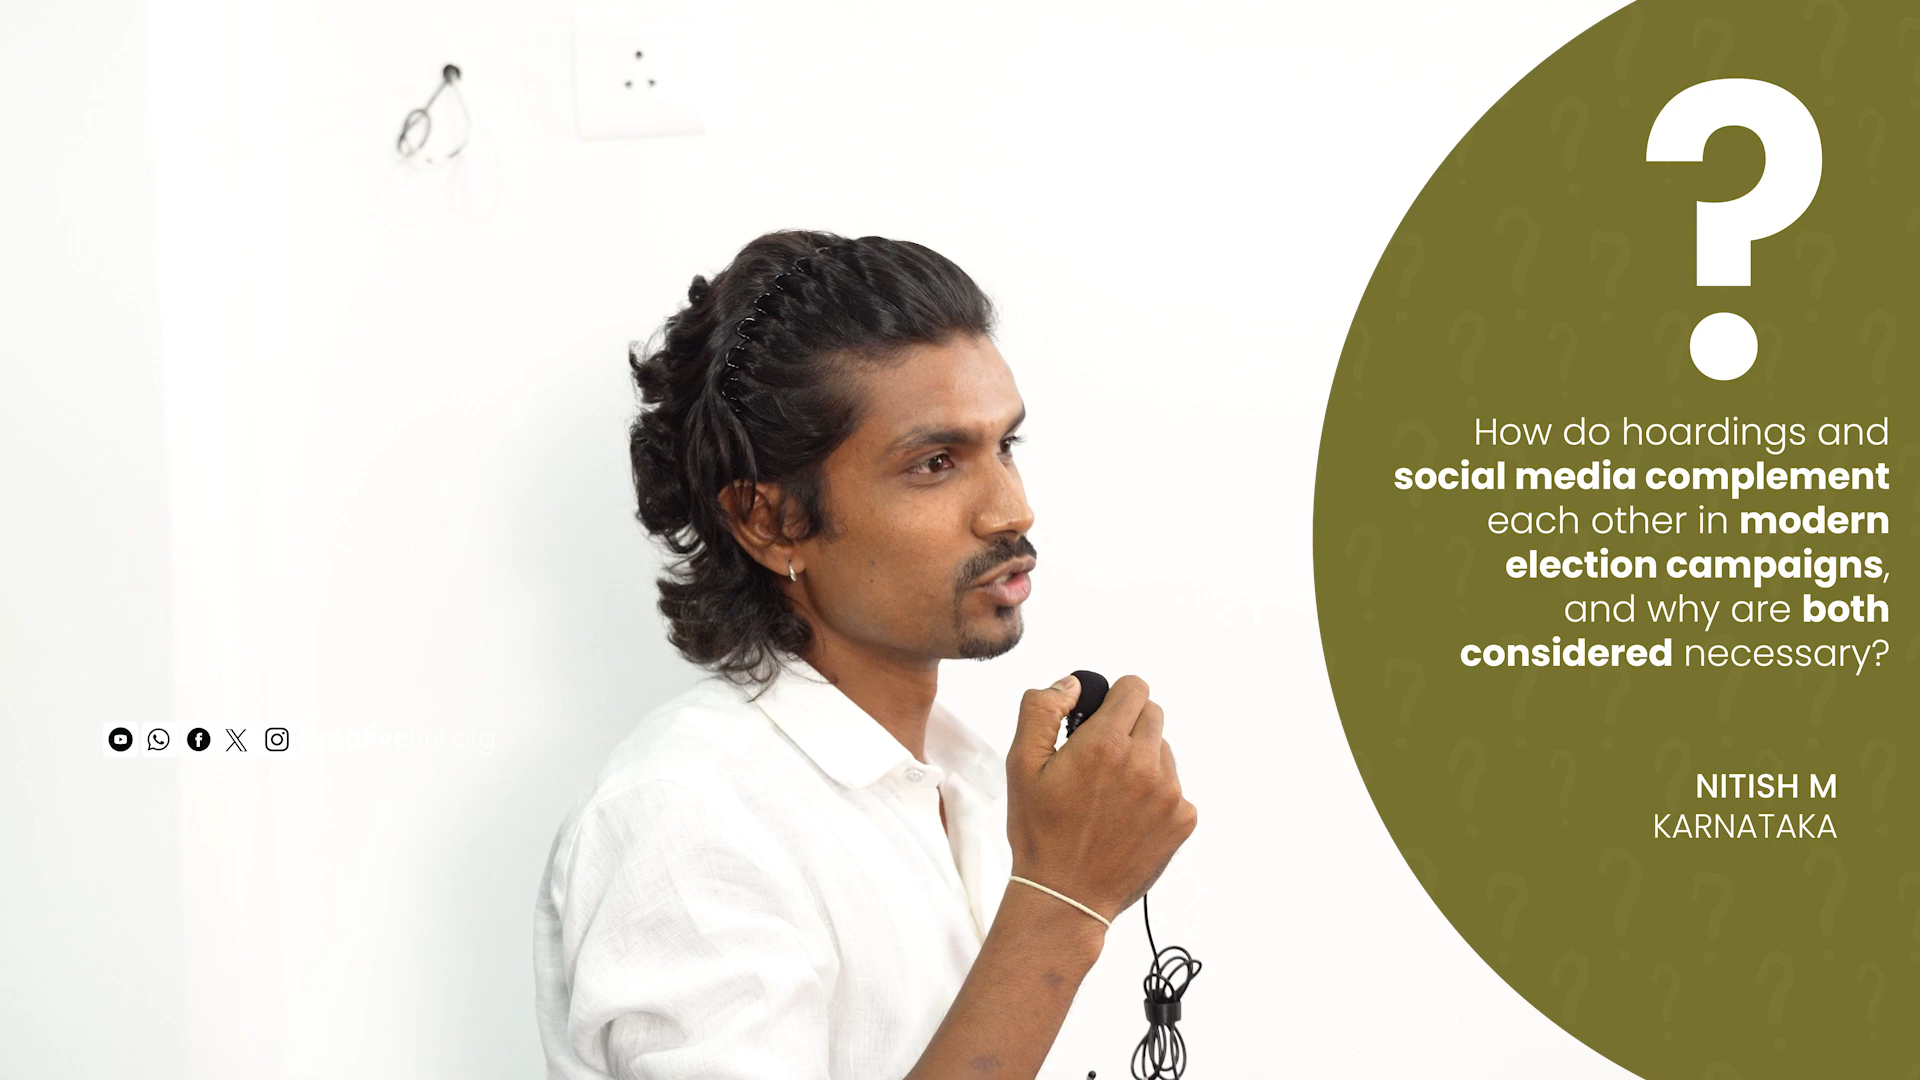 ?
How do hoardings and
social media complement
each other in modern
election campaigns,
and why are both
considered necessary?
NITISH M
KARNATAKA